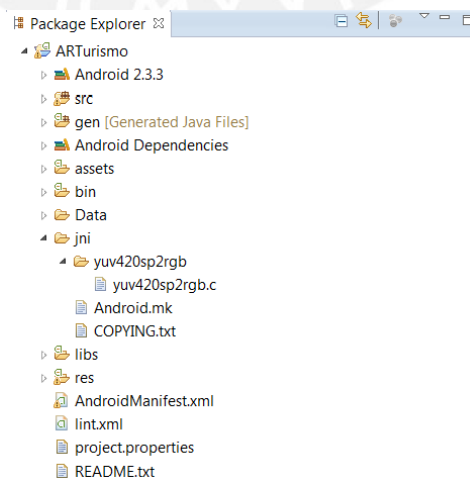 Package Explorer
ARTurismo
Android 2.3.3
src
gen [Generated Java Files]
Android Dependencies
assets
bin
Data
jni
yuv420sp2rgb
yuv420sp2rgb.c
Android.mk
COPYING.txt
libs
res
AndroidManifest.xml
lint.xml
project.properties
README.txt